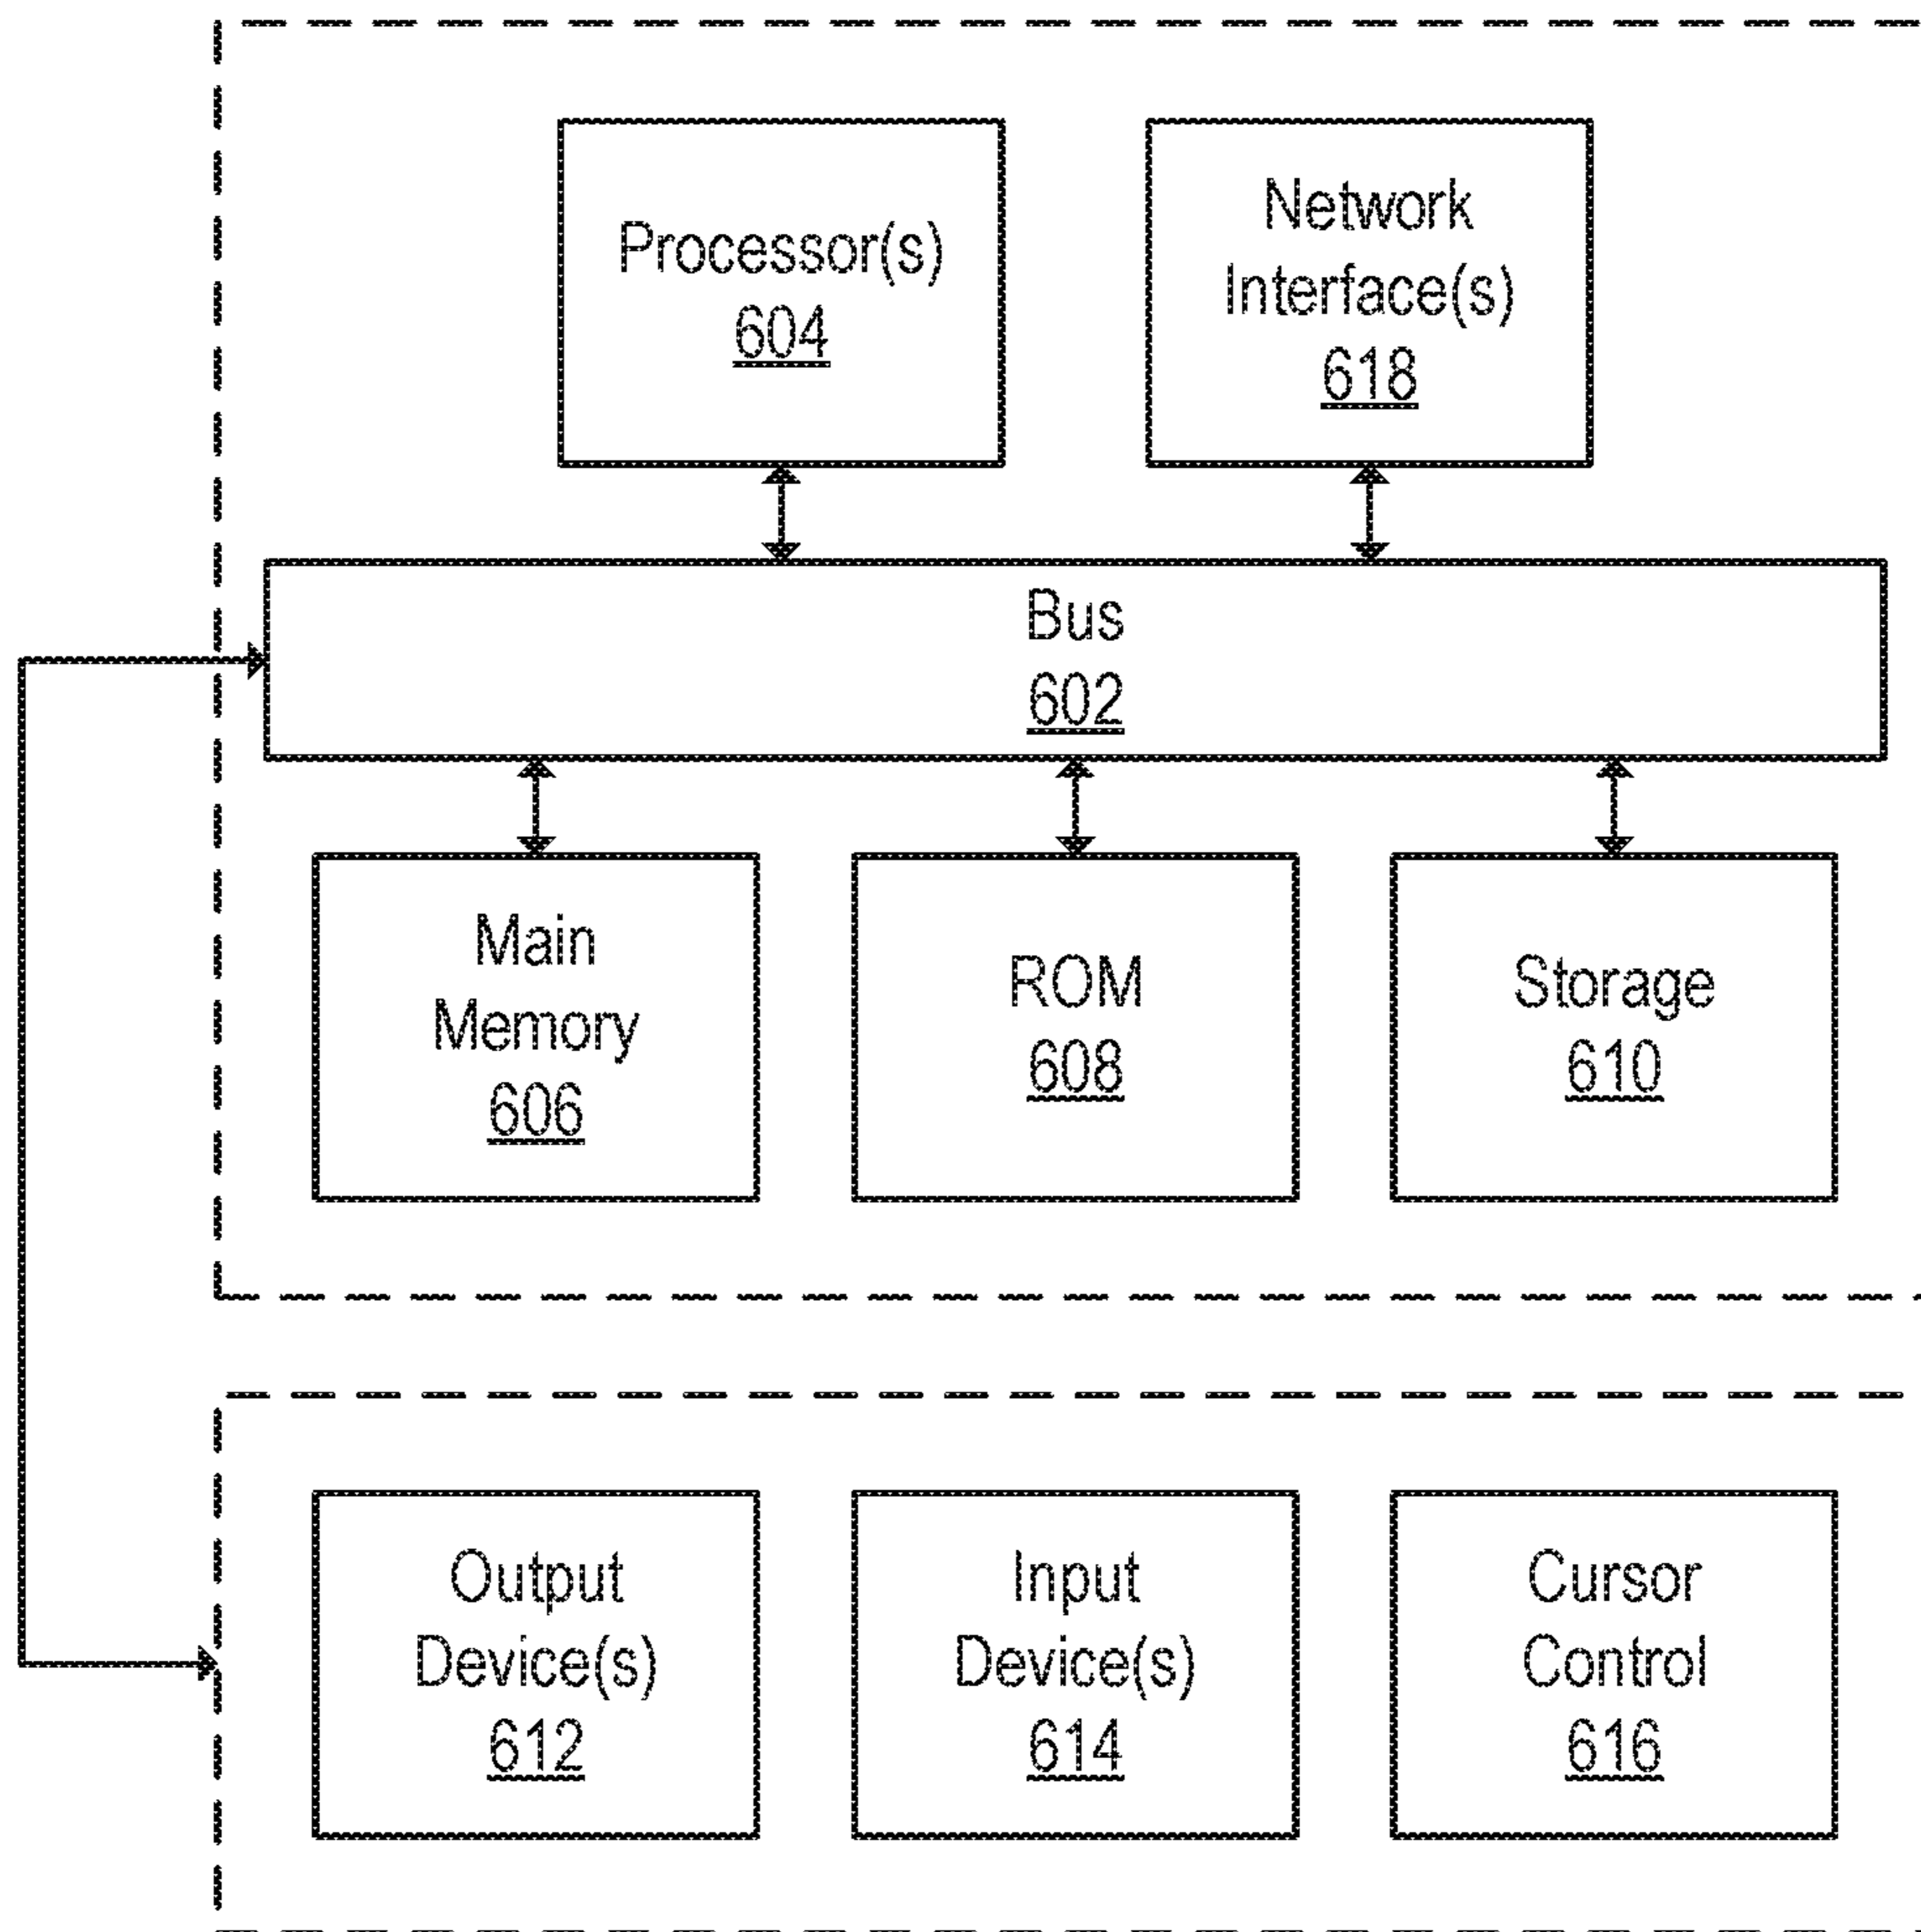 Processor(s)
604
Network
Interface(s)
618
Bus
602
Main
Memory
606
ROM
608
Storage
610
Output
Device(s)
612
Input
Device(s)
614
Cursor
Control
616